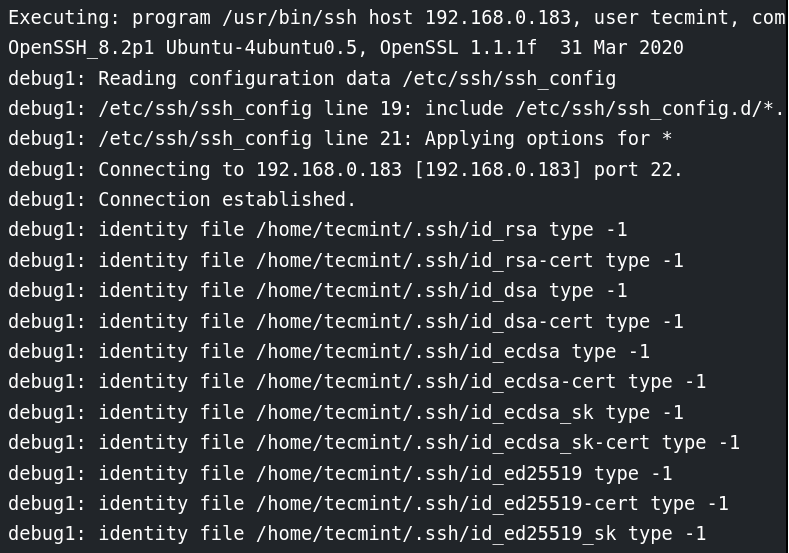 Executing: program /usr/bin/ssh host 192.168.0.183, user tecmint, com
OpenSSH_8.2p1 Ubuntu-4ubuntu0.5, OpenSSL 1.1.1f  31 Mar 2020
debug1: Reading configuration data /etc/ssh/ssh_config
debug1: /etc/ssh/ssh_config line 19: include /etc/ssh/ssh_config.d/*.
debug1: /etc/ssh/ssh_config line 21: Applying options for *
debug1: Connecting to 192.168.0.183 [192.168.0.183] port 22.
debug1: Connection established.
debug1: identity file /home/tecmint/.ssh/id_rsa type -1
debug1: identity file /home/tecmint/.ssh/id_rsa-cert type -1
debug1: identity file /home/tecmint/.ssh/id_dsa type -1
debug1: identity file /home/tecmint/.ssh/id_dsa-cert type -1
debug1: identity file /home/tecmint/.ssh/id_ecdsa type -1
debug1: identity file /home/tecmint/.ssh/id_ecdsa-cert type -1
debug1: identity file /home/tecmint/.ssh/id_ecdsa_sk type -1
debug1: identity file /home/tecmint/.ssh/id_ecdsa_sk-cert type -1
debug1: identity file /home/tecmint/.ssh/id_ed25519 type -1
debug1: identity file /home/tecmint/.ssh/id_ed25519-cert type -1
debug1: identity file /home/tecmint/.ssh/id_ed25519_sk type -1